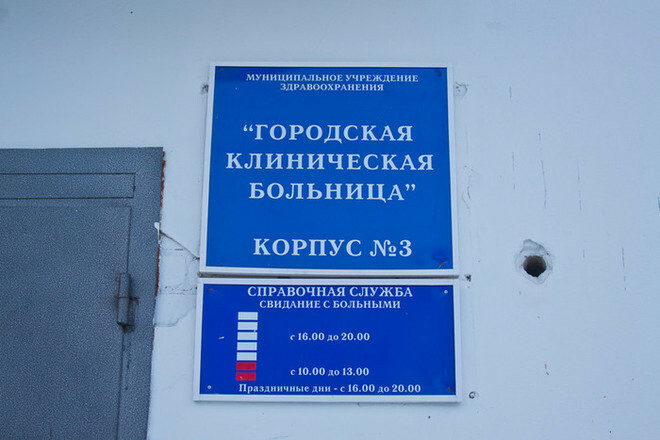 МУНИЦИПАЛЬНОЕ УЧРЕЖДЕНИЕ
ЗДРАВООХРАНЕНИЯ
“ГОРОДСКАЯ
КЛИНИЧЕСКАЯ
БОЛЬНИЦА”
КОРПУС №3
СПРАВОЧНАЯ СЛУЖБА
СВИДАНИЕ С БОЛЬНЫМИ
с 16.00 до 20.00
с 10.00 до 13.00
Праздничные дни - с 16.00 до 20.00